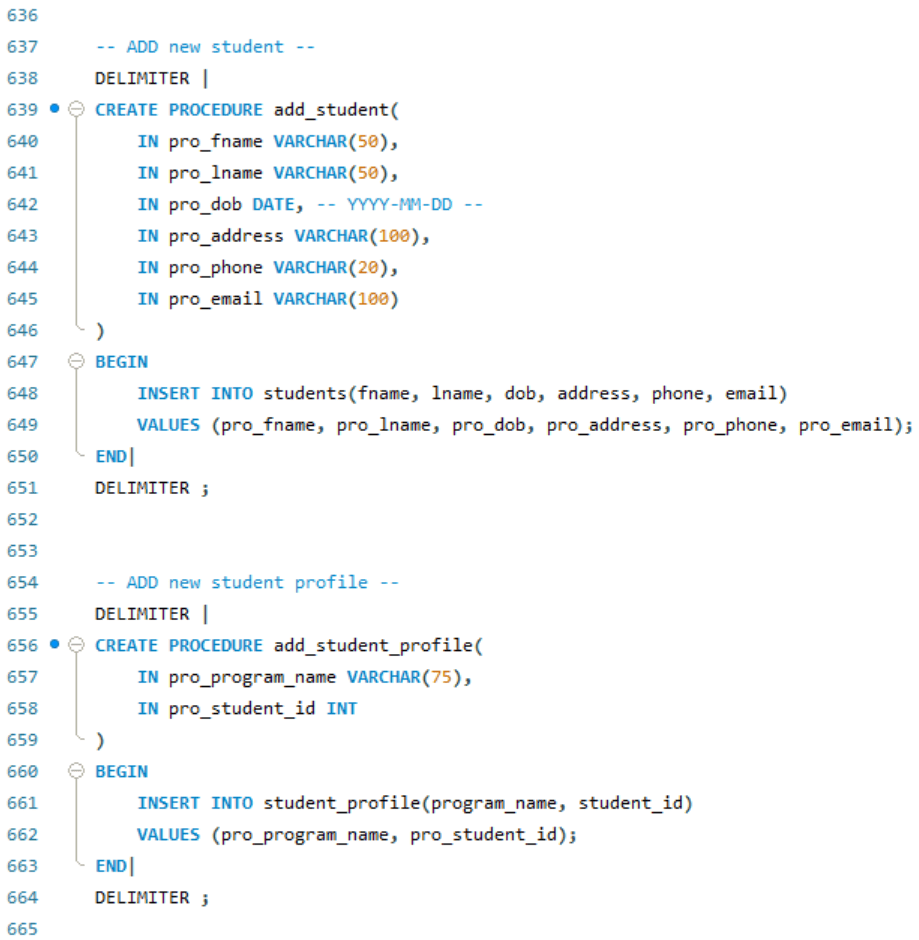 636
637 -- ADD new student --
638 DELIMITER |
639 CREATE PROCEDURE add_student(
640 IN pro_fname VARCHAR(50),
641 IN pro_lname VARCHAR(50),
642 IN pro_dob DATE, -- YYYY-MM-DD --
643 IN pro_address VARCHAR(100),
644 IN pro_phone VARCHAR(20),
645 IN pro_email VARCHAR(100)
646 )
647 BEGIN
648 INSERT INTO students(fname, lname, dob, address, phone, email)
649 VALUES (pro_fname, pro_lname, pro_dob, pro_address, pro_phone, pro_email);
650 END|
651 DELIMITER ;
652
653
654 -- ADD new student profile --
655 DELIMITER |
656 CREATE PROCEDURE add_student_profile(
657 IN pro_program_name VARCHAR(75),
658 IN pro_student_id INT
659 )
660 BEGIN
661 INSERT INTO student_profile(program_name, student_id)
662 VALUES (pro_program_name, pro_student_id);
663 END|
664 DELIMITER ;
665